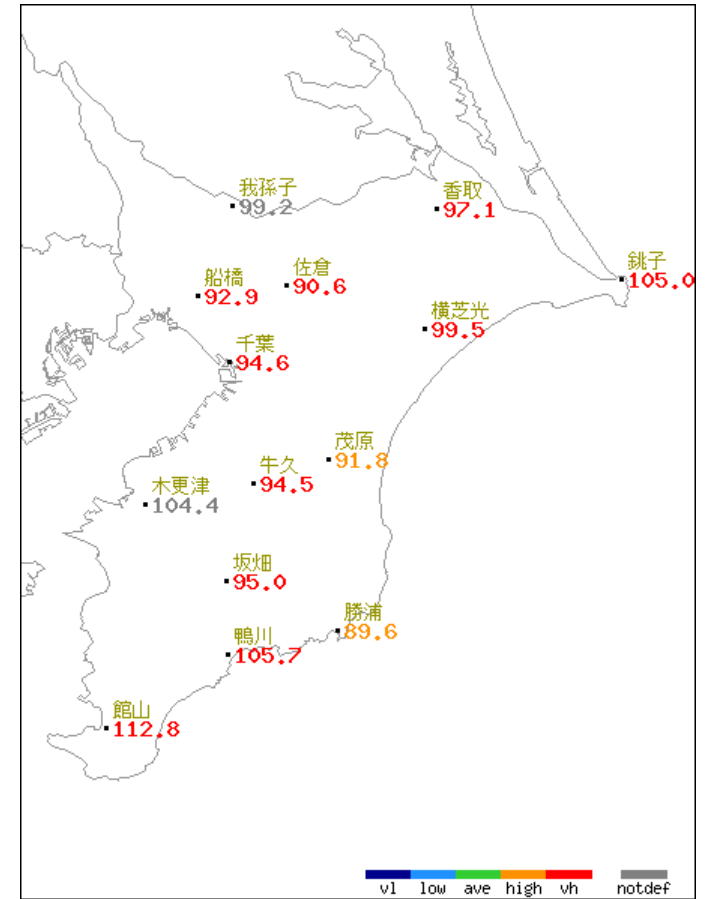 我孫子
99.2
香取
97.1
銚子
105.0
佐倉
90.6
船橋
92.9
横芝光
99.5
千葉
94.6
茂原
91.8
牛久
94.5
木更津
104.4
坂畑
95.0
勝浦
89.6
鴨川
105.7
館山
112.8
vl low ave high vh notdef